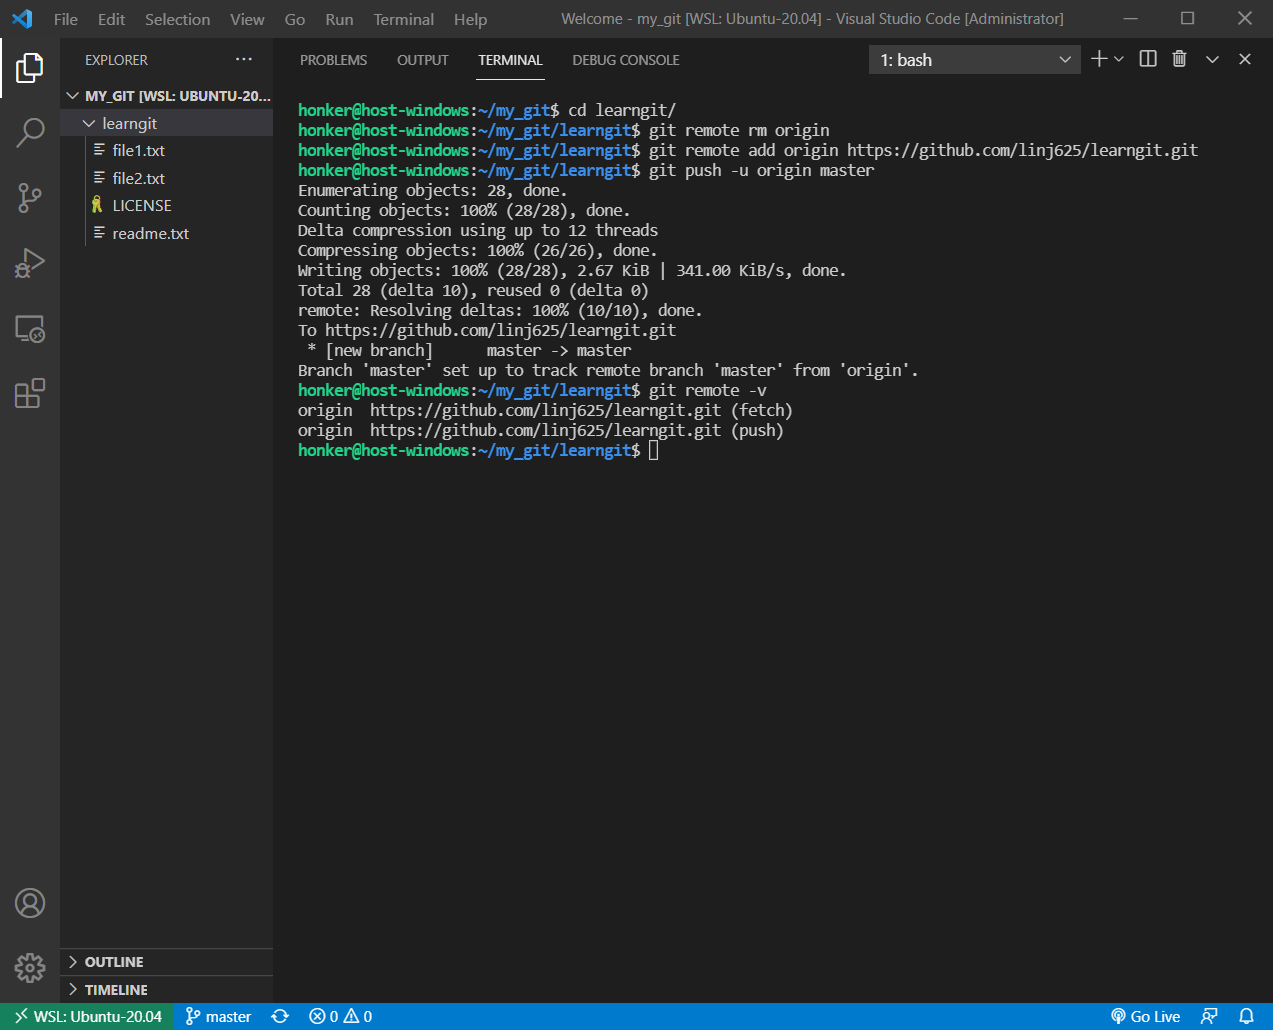 File Edit Selection View Go Run Terminal Help
Welcome - my_git [WSL: Ubuntu-20.04] - Visual Studio Code [Administrator]
EXPLORER
MY_GIT [WSL: UBUNTU-20...
learngit
file1.txt
file2.txt
LICENSE
readme.txt
OUTLINE
TIMELINE
PROBLEMS OUTPUT TERMINAL DEBUG CONSOLE
1: bash
honker@host-windows:~/my_git$ cd learngit/
honker@host-windows:~/my_git/learngit$ git remote rm origin
honker@host-windows:~/my_git/learngit$ git remote add origin https://github.com/linj625/learngit.git
honker@host-windows:~/my_git/learngit$ git push -u origin master
Enumerating objects: 28, done.
Counting objects: 100% (28/28), done.
Delta compression using up to 12 threads
Compressing objects: 100% (26/26), done.
Writing objects: 100% (28/28), 2.67 KiB | 341.00 KiB/s, done.
Total 28 (delta 10), reused 0 (delta 0)
remote: Resolving deltas: 100% (10/10), done.
To https://github.com/linj625/learngit.git
 * [new branch]      master -> master
Branch 'master' set up to track remote branch 'master' from 'origin'.
honker@host-windows:~/my_git/learngit$ git remote -v
origin  https://github.com/linj625/learngit.git (fetch)
origin  https://github.com/linj625/learngit.git (push)
honker@host-windows:~/my_git/learngit$
WSL: Ubuntu-20.04 master 0 0 Go Live